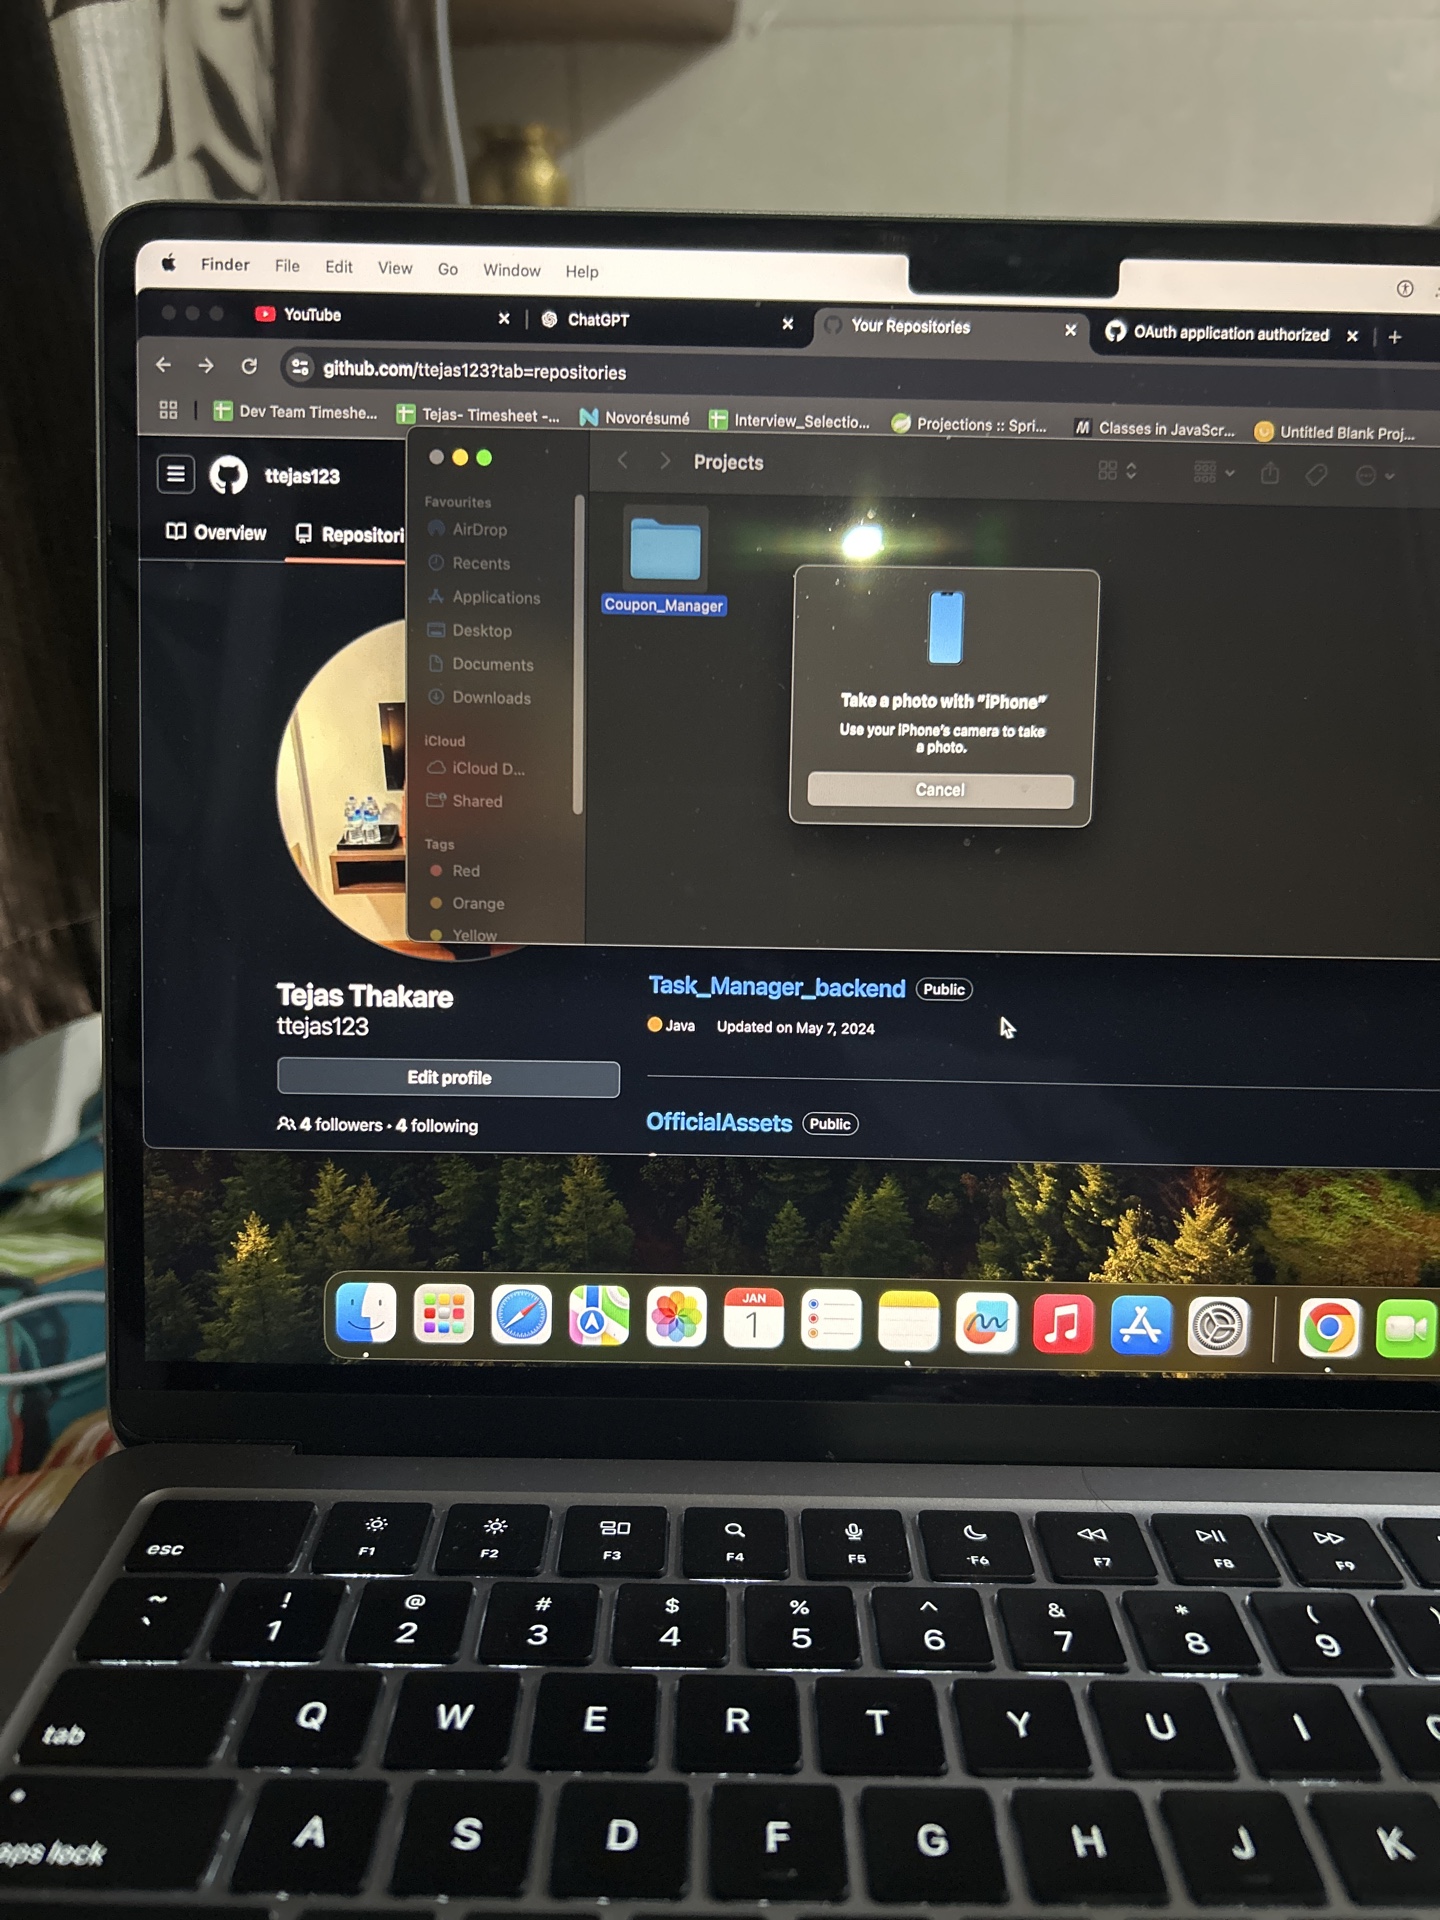 Finder File Edit View Go Window Help
YouTube ChatGPT Your Repositories OAuth application authorized
github.com/ttejas123?tab=repositories
Dev Team Timeshe... Tejas- Timesheet -... Novorésumé Interview_Selectio... Projections :: Spri... Classes in JavaScr... Untitled Blank Proj...
ttejas123
Overview Repositori
Projects
Favourites
AirDrop
Recents
Applications
Desktop
Documents
Downloads
iCloud
iCloud D...
Shared
Tags
Red
Orange
Yellow
Coupon_Manager
Take a photo with “iPhone”
Use your iPhone’s camera to take
a photo.
Cancel
Tejas Thakare
ttejas123
Edit profile
4 followers • 4 following
Task_Manager_backend Public
Java Updated on May 7, 2024
OfficialAssets Public
JAN
1
esc F1 F2 F3 F4 F5 F6 F7 F8 F9
~ ! @ # $ % ^ & * (
` 1 2 3 4 5 6 7 8 9
tab Q W E R T Y U I
aps lock A S D F G H J K